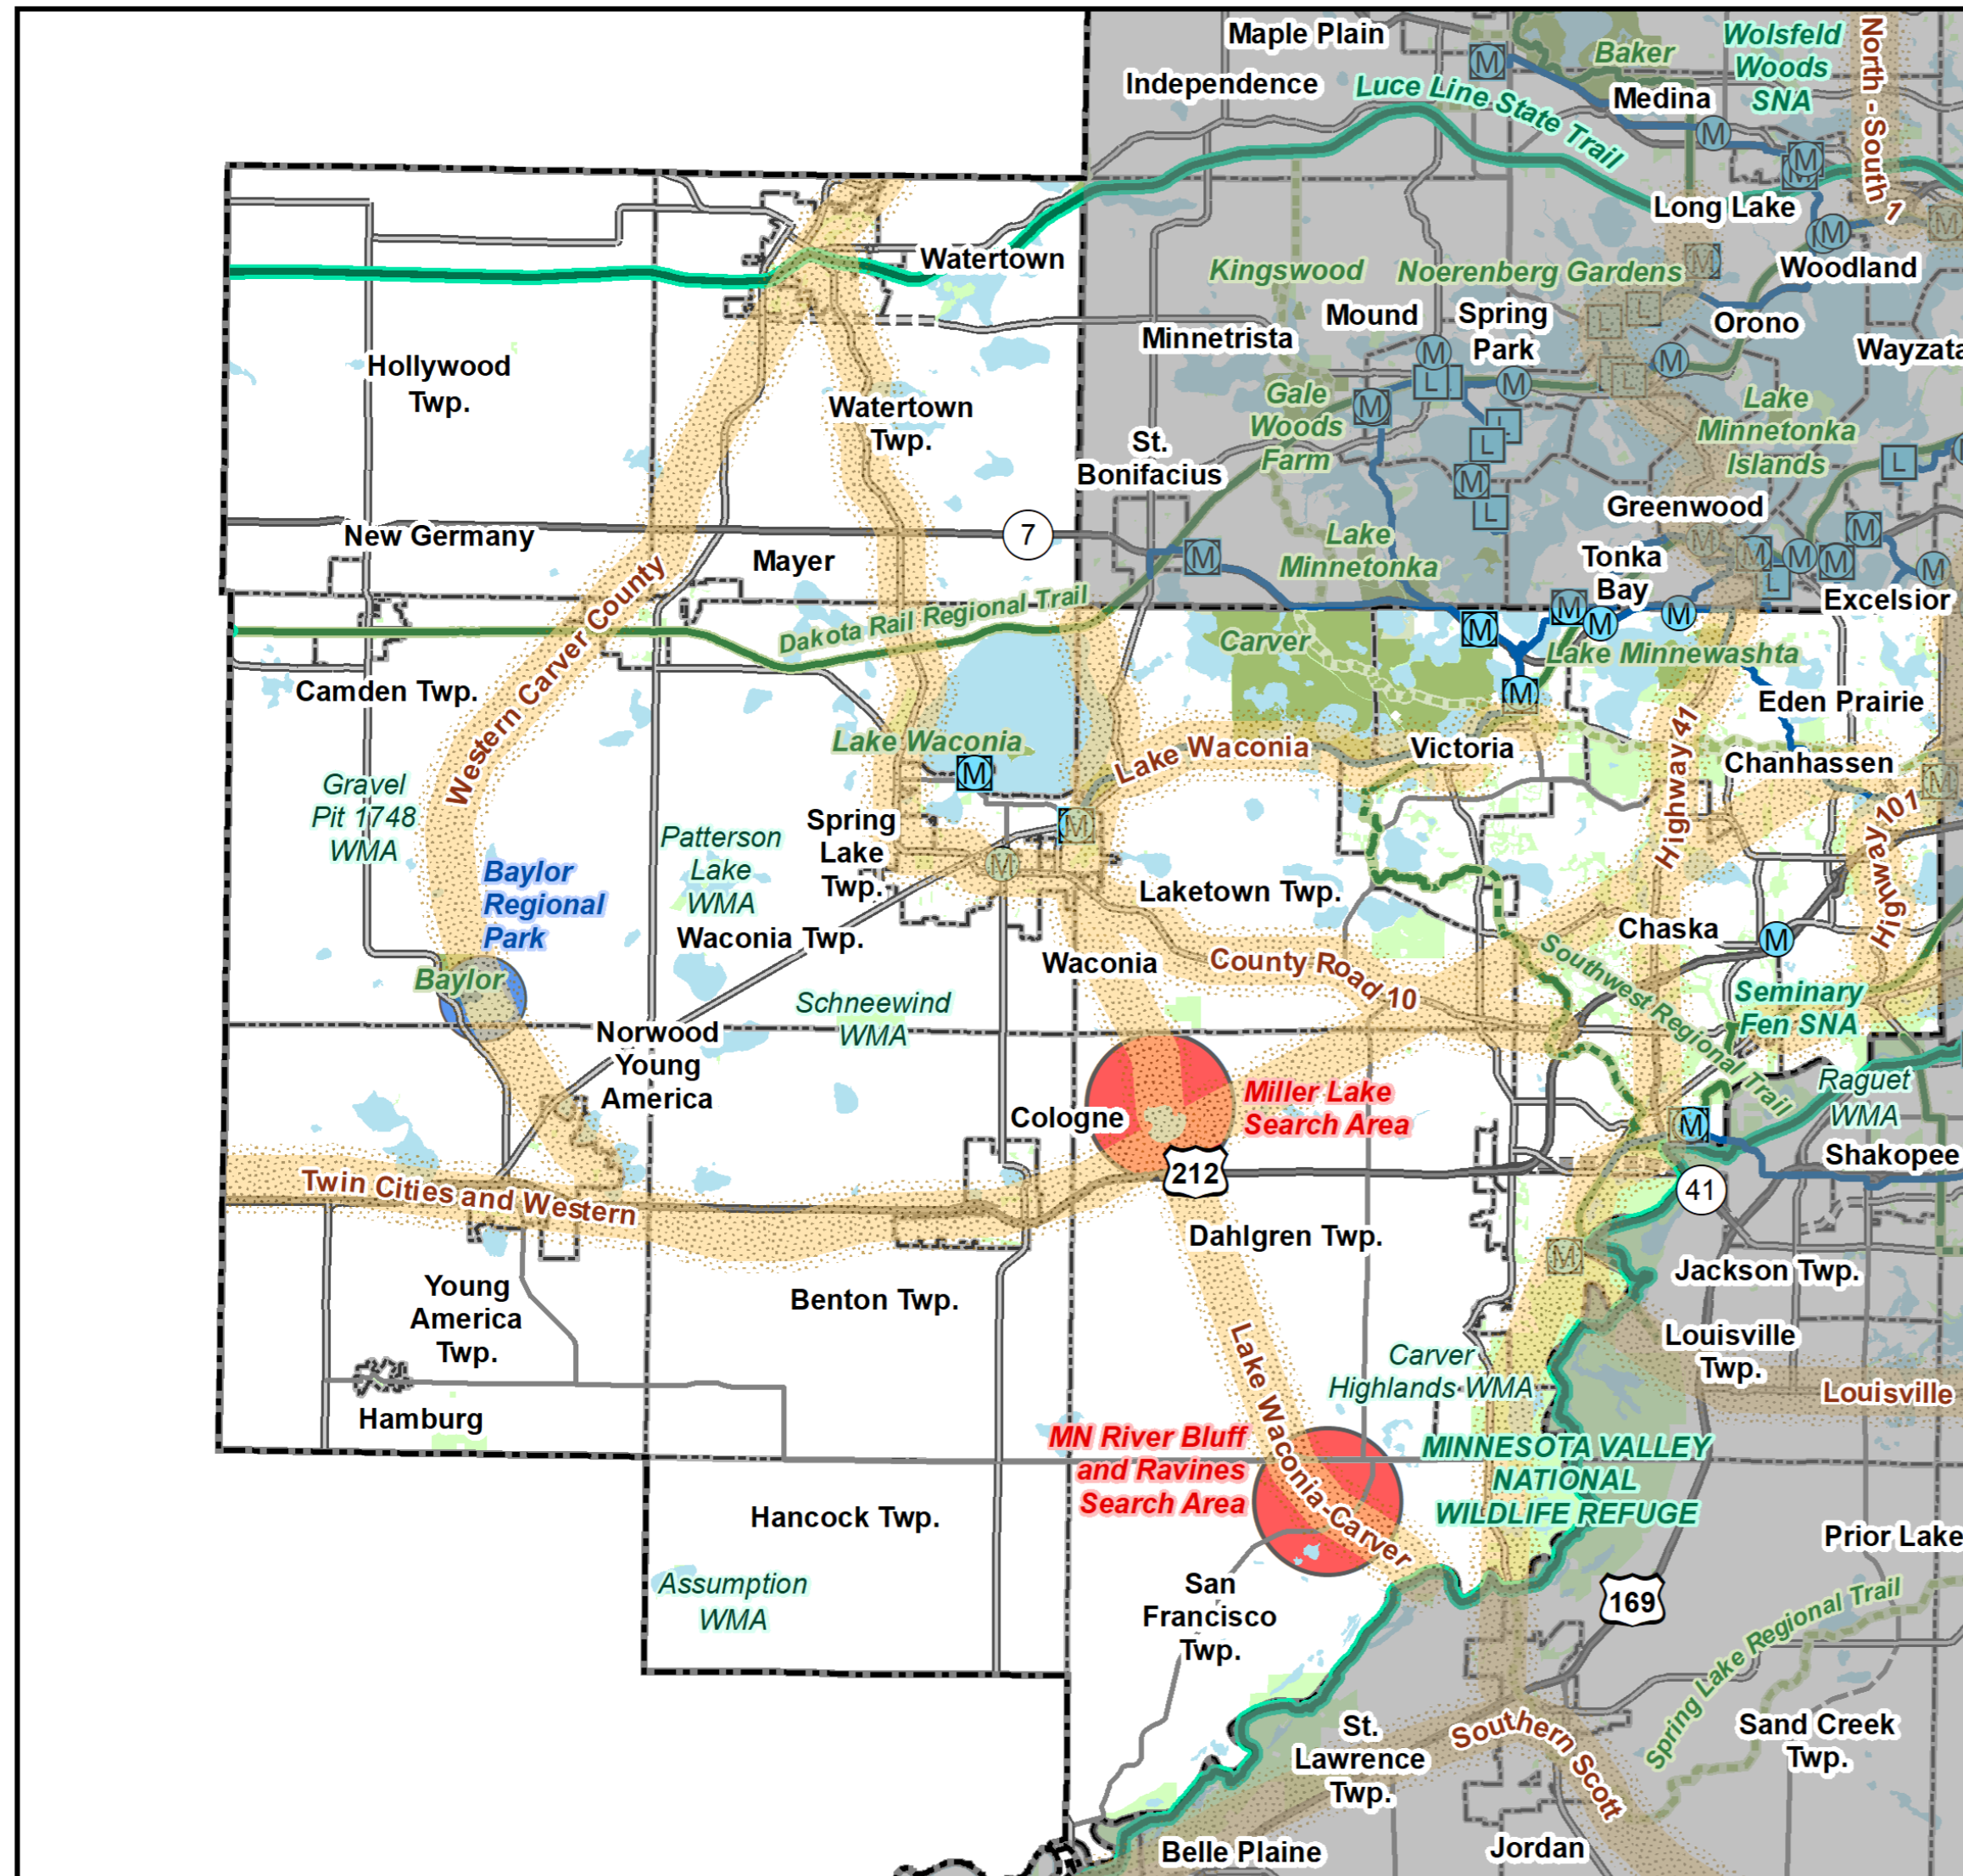 Maple Plain
Independence
Baker
Wolsfeld
Woods
SNA
North - South 1
Luce Line State Trail
Medina
Long Lake
Watertown
Kingswood
Noerenberg Gardens
Woodland
Mound
Spring
Park
Orono
Minnetrista
Wayzata
Hollywood
Twp.
Watertown
Twp.
Gale
Woods
Farm
Lake
Minnetonka
Islands
St.
Bonifacius
Greenwood
New Germany
Mayer
7
Lake
Minnetonka
Tonka
Bay
Excelsior
Western Carver County
Dakota Rail Regional Trail
Carver
Lake Minnewashta
Camden Twp.
Eden Prairie
Lake Waconia
Lake Waconia
Victoria
Highway 41
Chanhassen
Highway 101
Gravel
Pit 1748
WMA
Patterson
Lake
WMA
Spring
Lake
Twp.
Baylor
Regional
Park
Laketown Twp.
Waconia Twp.
Waconia
County Road 10
Chaska
Southwest Regional Trail
Baylor
Schneewind
WMA
Seminary
Fen SNA
Norwood
Young
America
Cologne
Miller Lake
Search Area
Raguet
WMA
212
Shakopee
41
Twin Cities and Western
Dahlgren Twp.
Jackson Twp.
Young
America
Twp.
Benton Twp.
Lake Waconia-Carver
Carver
Highlands WMA
Louisville
Twp.
Louisville
Hamburg
MN River Bluff
and Ravines
Search Area
MINNESOTA VALLEY
NATIONAL
WILDLIFE REFUGE
Hancock Twp.
Prior Lake
Assumption
WMA
San
Francisco
Twp.
169
Spring Lake Regional Trail
St.
Lawrence
Twp.
Southern Scott
Sand Creek
Twp.
Belle Plaine
Jordan
M
M
M
M
M
M
M
L
L
M
L
M
M
M
L
L
L
M
L
L
M
M
M
M
M
M
L
M
M
M
M
M
M
M
M
M
M
M
M
M